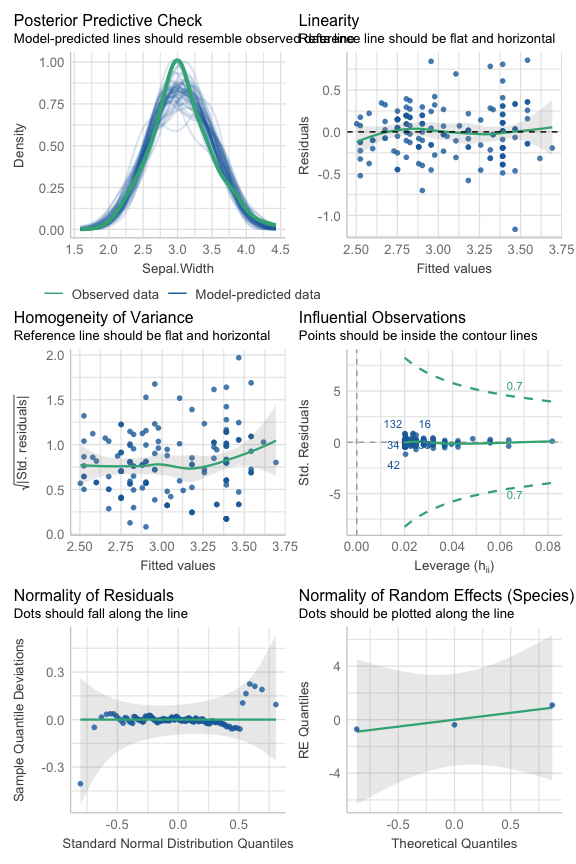 Posterior Predictive Check
Model-predicted lines should resemble observed data line
Density
1.00
0.75
0.50
0.25
0.00
1.5 2.0 2.5 3.0 3.5 4.0 4.5
Sepal.Width
Observed data Model-predicted data
Linearity
Reference line should be flat and horizontal
Residuals
0.5
0.0
-0.5
-1.0
2.50 2.75 3.00 3.25 3.50 3.75
Fitted values
Homogeneity of Variance
Reference line should be flat and horizontal
√|Std. residuals|
2.0
1.5
1.0
0.5
0.0
2.50 2.75 3.00 3.25 3.50 3.75
Fitted values
Influential Observations
Points should be inside the contour lines
Std. Residuals
5
0
-5
0.7
132 16
34
42
0.7
0.00 0.02 0.04 0.06 0.08
Leverage (hii)
Normality of Residuals
Dots should fall along the line
Sample Quantile Deviations
0.3
0.0
-0.3
-0.5 0.0 0.5
Standard Normal Distribution Quantiles
Normality of Random Effects (Species)
Dots should be plotted along the line
RE Quantiles
4
0
-4
-0.5 0.0 0.5
Theoretical Quantiles